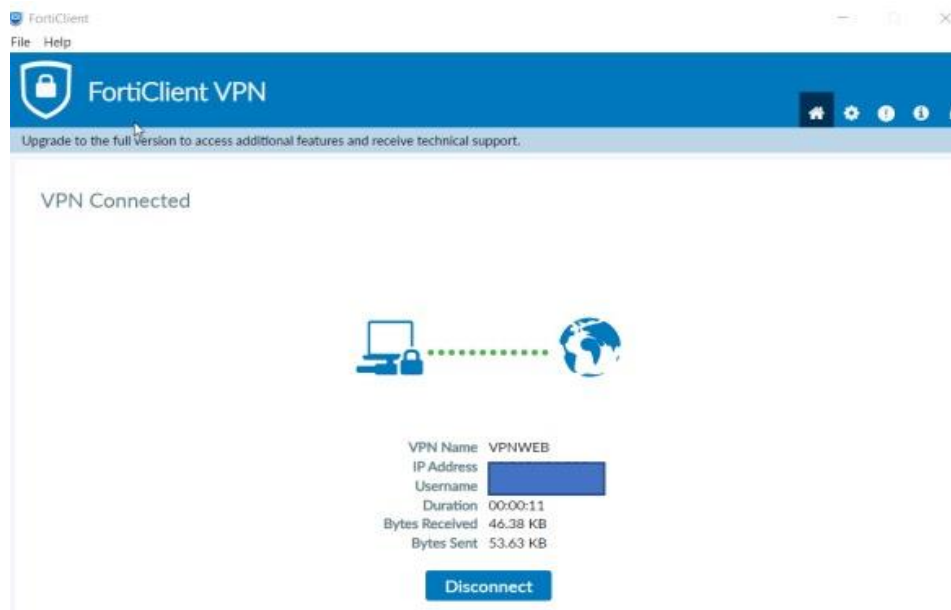 FortiClient
File Help
FortiClient VPN
Upgrade to the full version to access additional features and receive technical support.
VPN Connected
VPN Name VPNWEB
IP Address
Username
Duration 00:00:11
Bytes Received 46.38 KB
Bytes Sent 53.63 KB
Disconnect